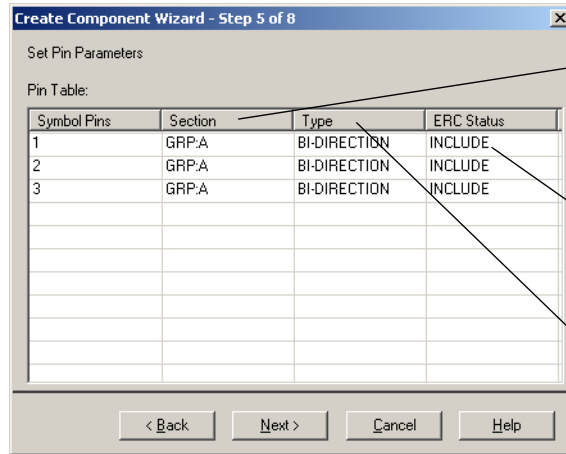 Create Component Wizard - Step 5 of 8
Set Pin Parameters
Pin Table:
Symbol Pins Section Type ERC Status
1 GRP:A BI-DIRECTION INCLUDE
2 GRP:A BI-DIRECTION INCLUDE
3 GRP:A BI-DIRECTION INCLUDE
< Back Next > Cancel Help